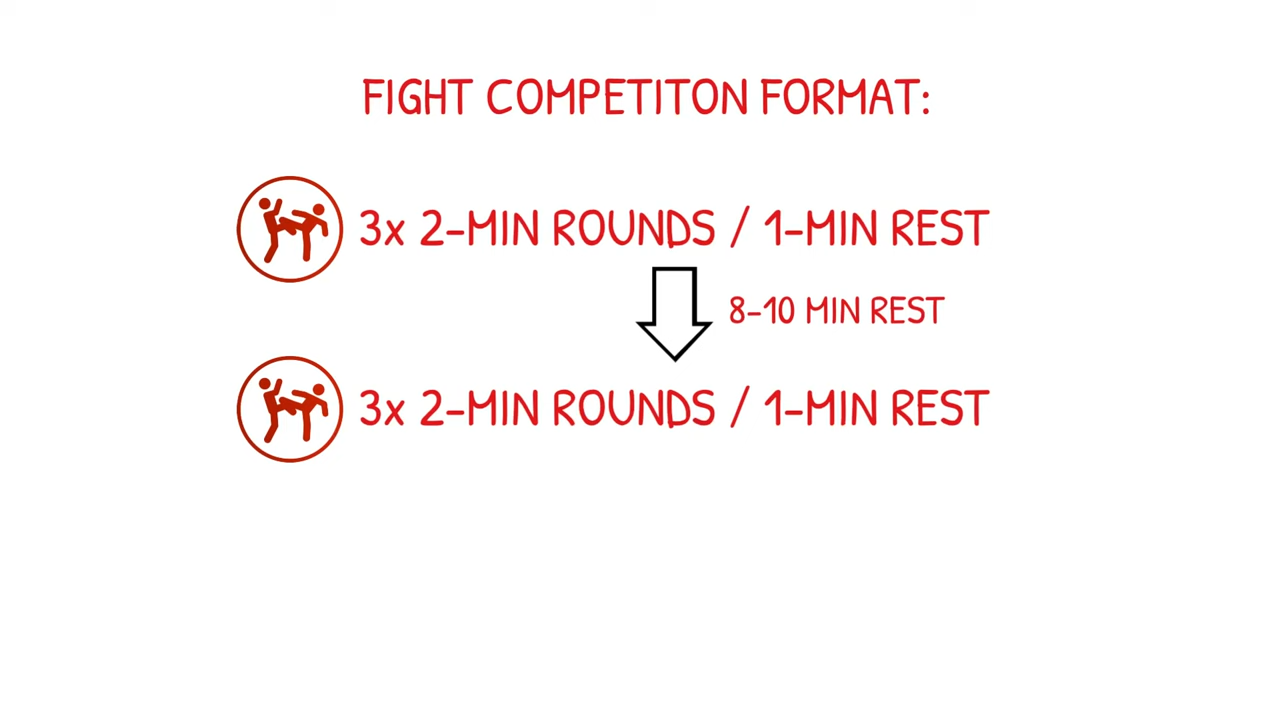 FIGHT COMPETITON FORMAT:
3x 2-MIN ROUNDS / 1-MIN REST
8-10 MIN REST
3x 2-MIN ROUNDS / 1-MIN REST